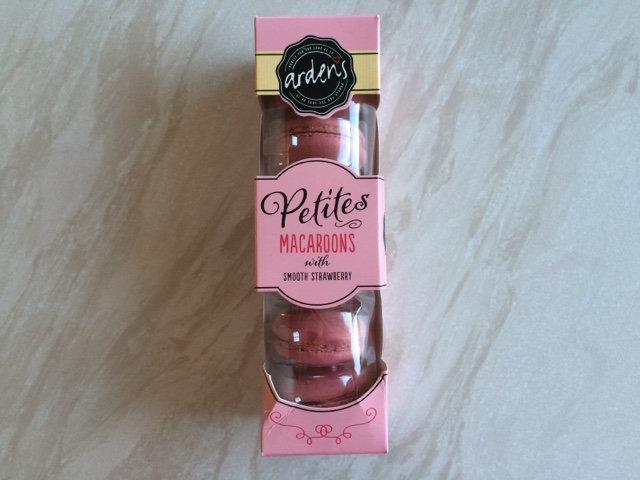 arden's
Petites
MACAROONS
with
SMOOTH STRAWBERRY